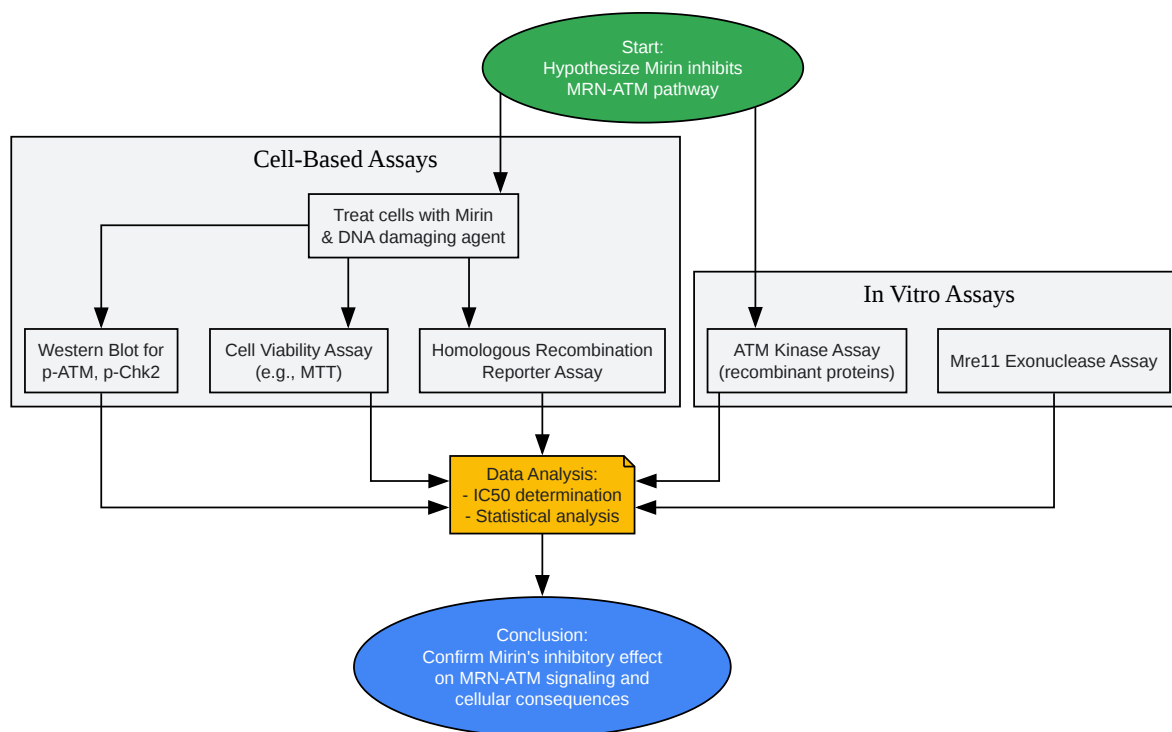 Start:
Hypothesize Mirin inhibits
MRN-ATM pathway
Cell-Based Assays
Treat cells with Mirin
& DNA damaging agent
In Vitro Assays
Western Blot for
p-ATM, p-Chk2
Cell Viability Assay
(e.g., MTT)
Homologous Recombination
Reporter Assay
ATM Kinase Assay
(recombinant proteins)
Mre11 Exonuclease Assay
Data Analysis:
- IC50 determination
- Statistical analysis
Conclusion:
Confirm Mirin's inhibitory effect
on MRN-ATM signaling and
cellular consequences